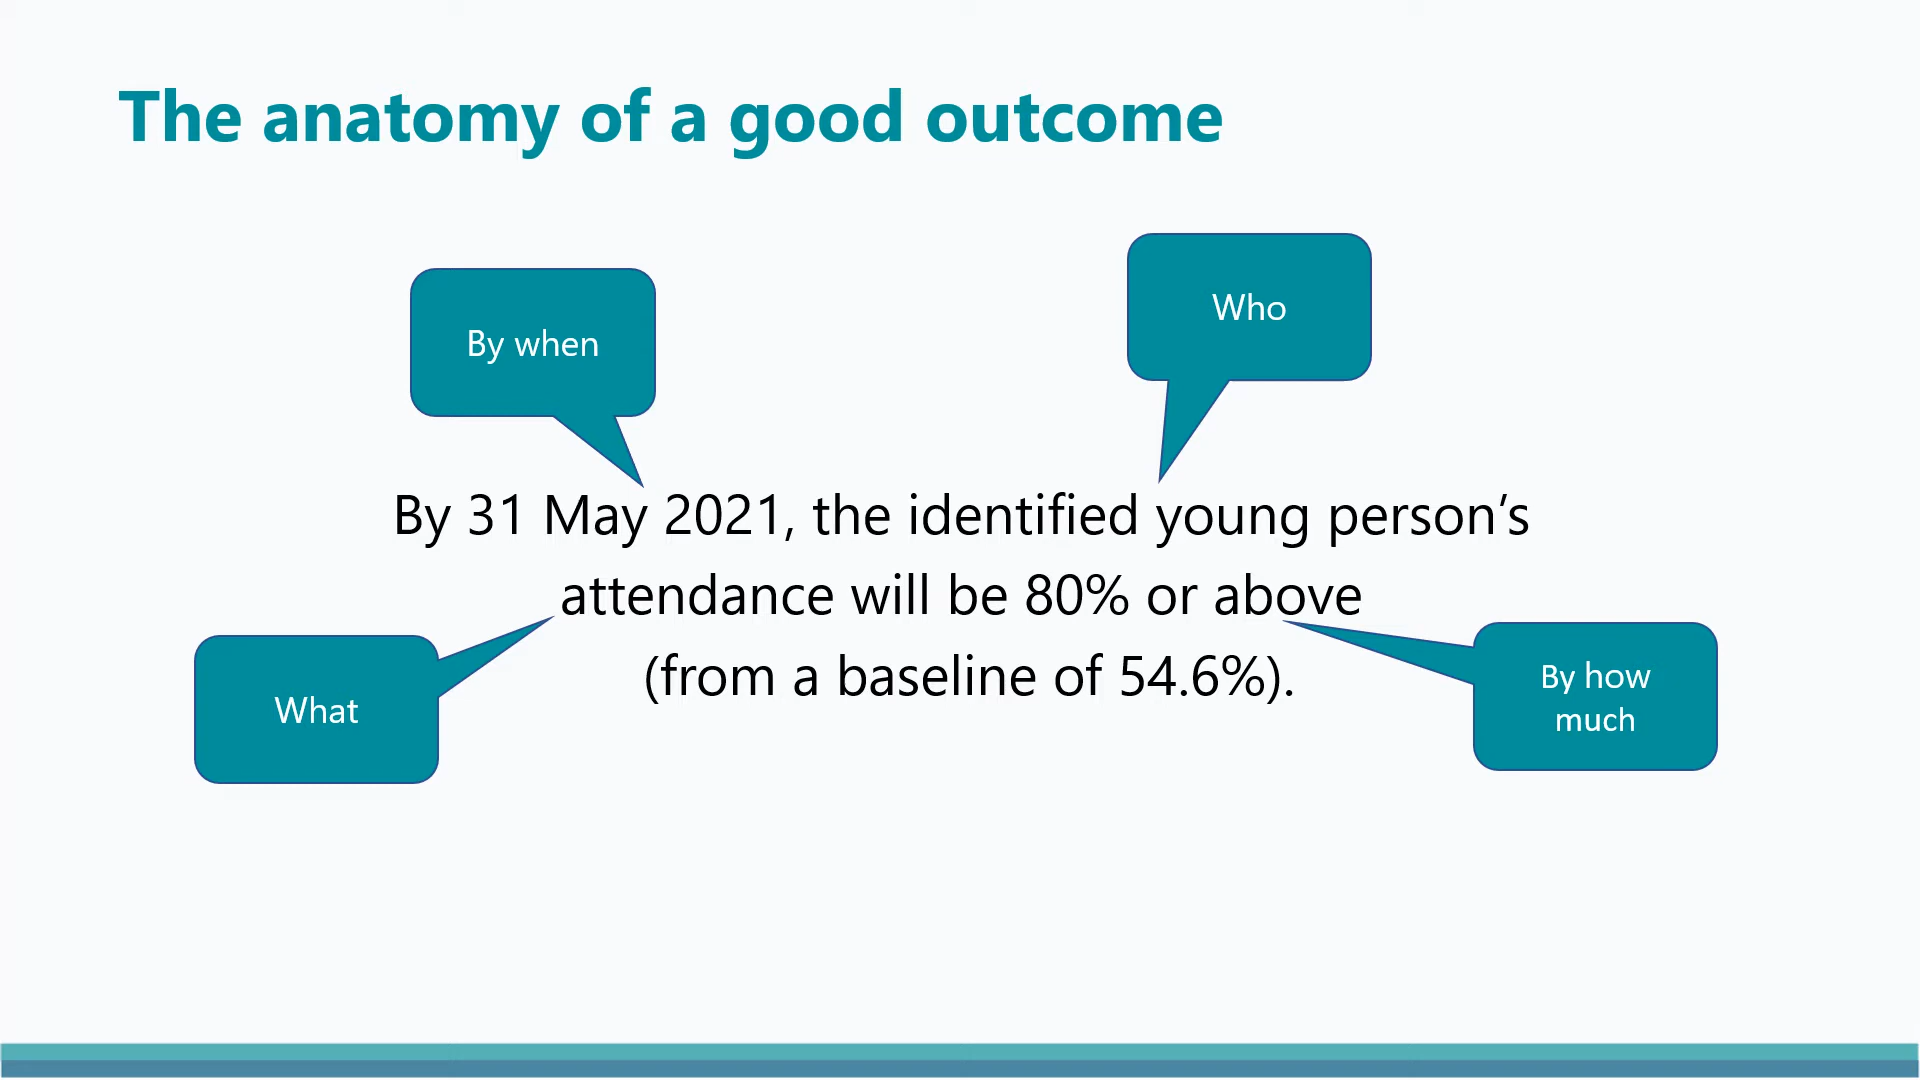 The anatomy of a good outcome
By when
Who
By 31 May 2021, the identified young person’s
attendance will be 80% or above
(from a baseline of 54.6%).
What
By how
much